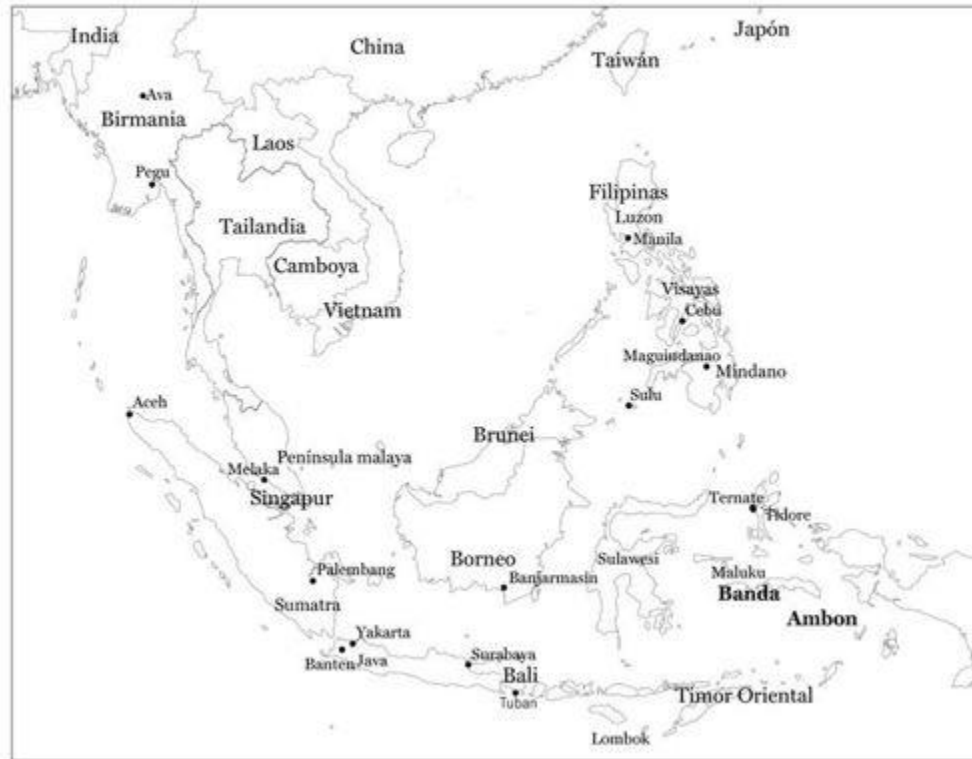 India
China
Japón
Taiwán
Ava
Birmania
Laos
Pegu
Filipinas
Luzon
Tailandia
Manila
Camboya
Visayas
Vietnam
Cebu
Maguindanao
Mindano
Aceh
Sulu
Brunei
Península malaya
Melaka
Singapur
Ternate
Tidore
Borneo
Sulawesi
Palembang
Banjarmasin
Maluku
Banda
Sumatra
Ambon
Yakarta
Surabaya
Banten
Java
Bali
Timor Oriental
Tuban
Lombok